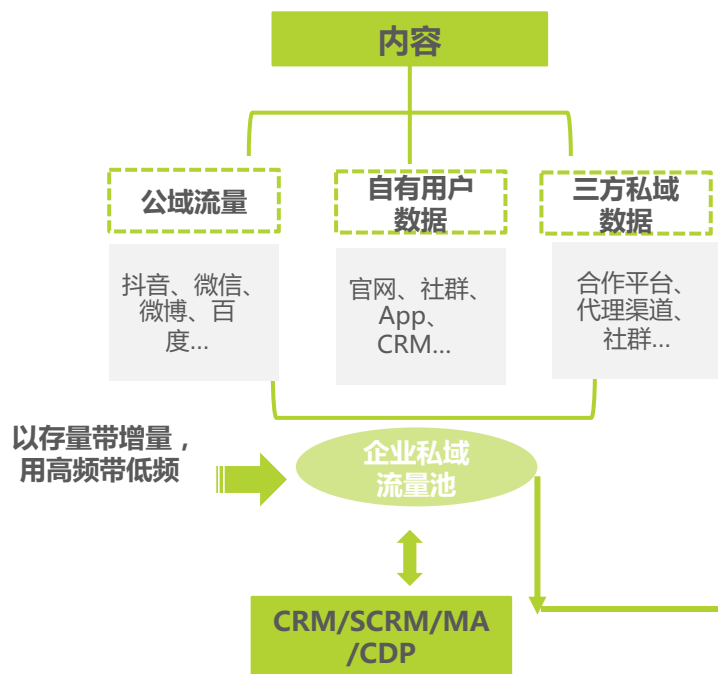 内容
公域流量
自有用户
数据
三方私域
数据
抖音、微信、
微博、百
度...
官网、社群、
App、
CRM...
合作平台、
代理渠道、
社群...
以存量带增量，
用高频带低频
企业私域
流量池
CRM/SCRM/MA
/CDP